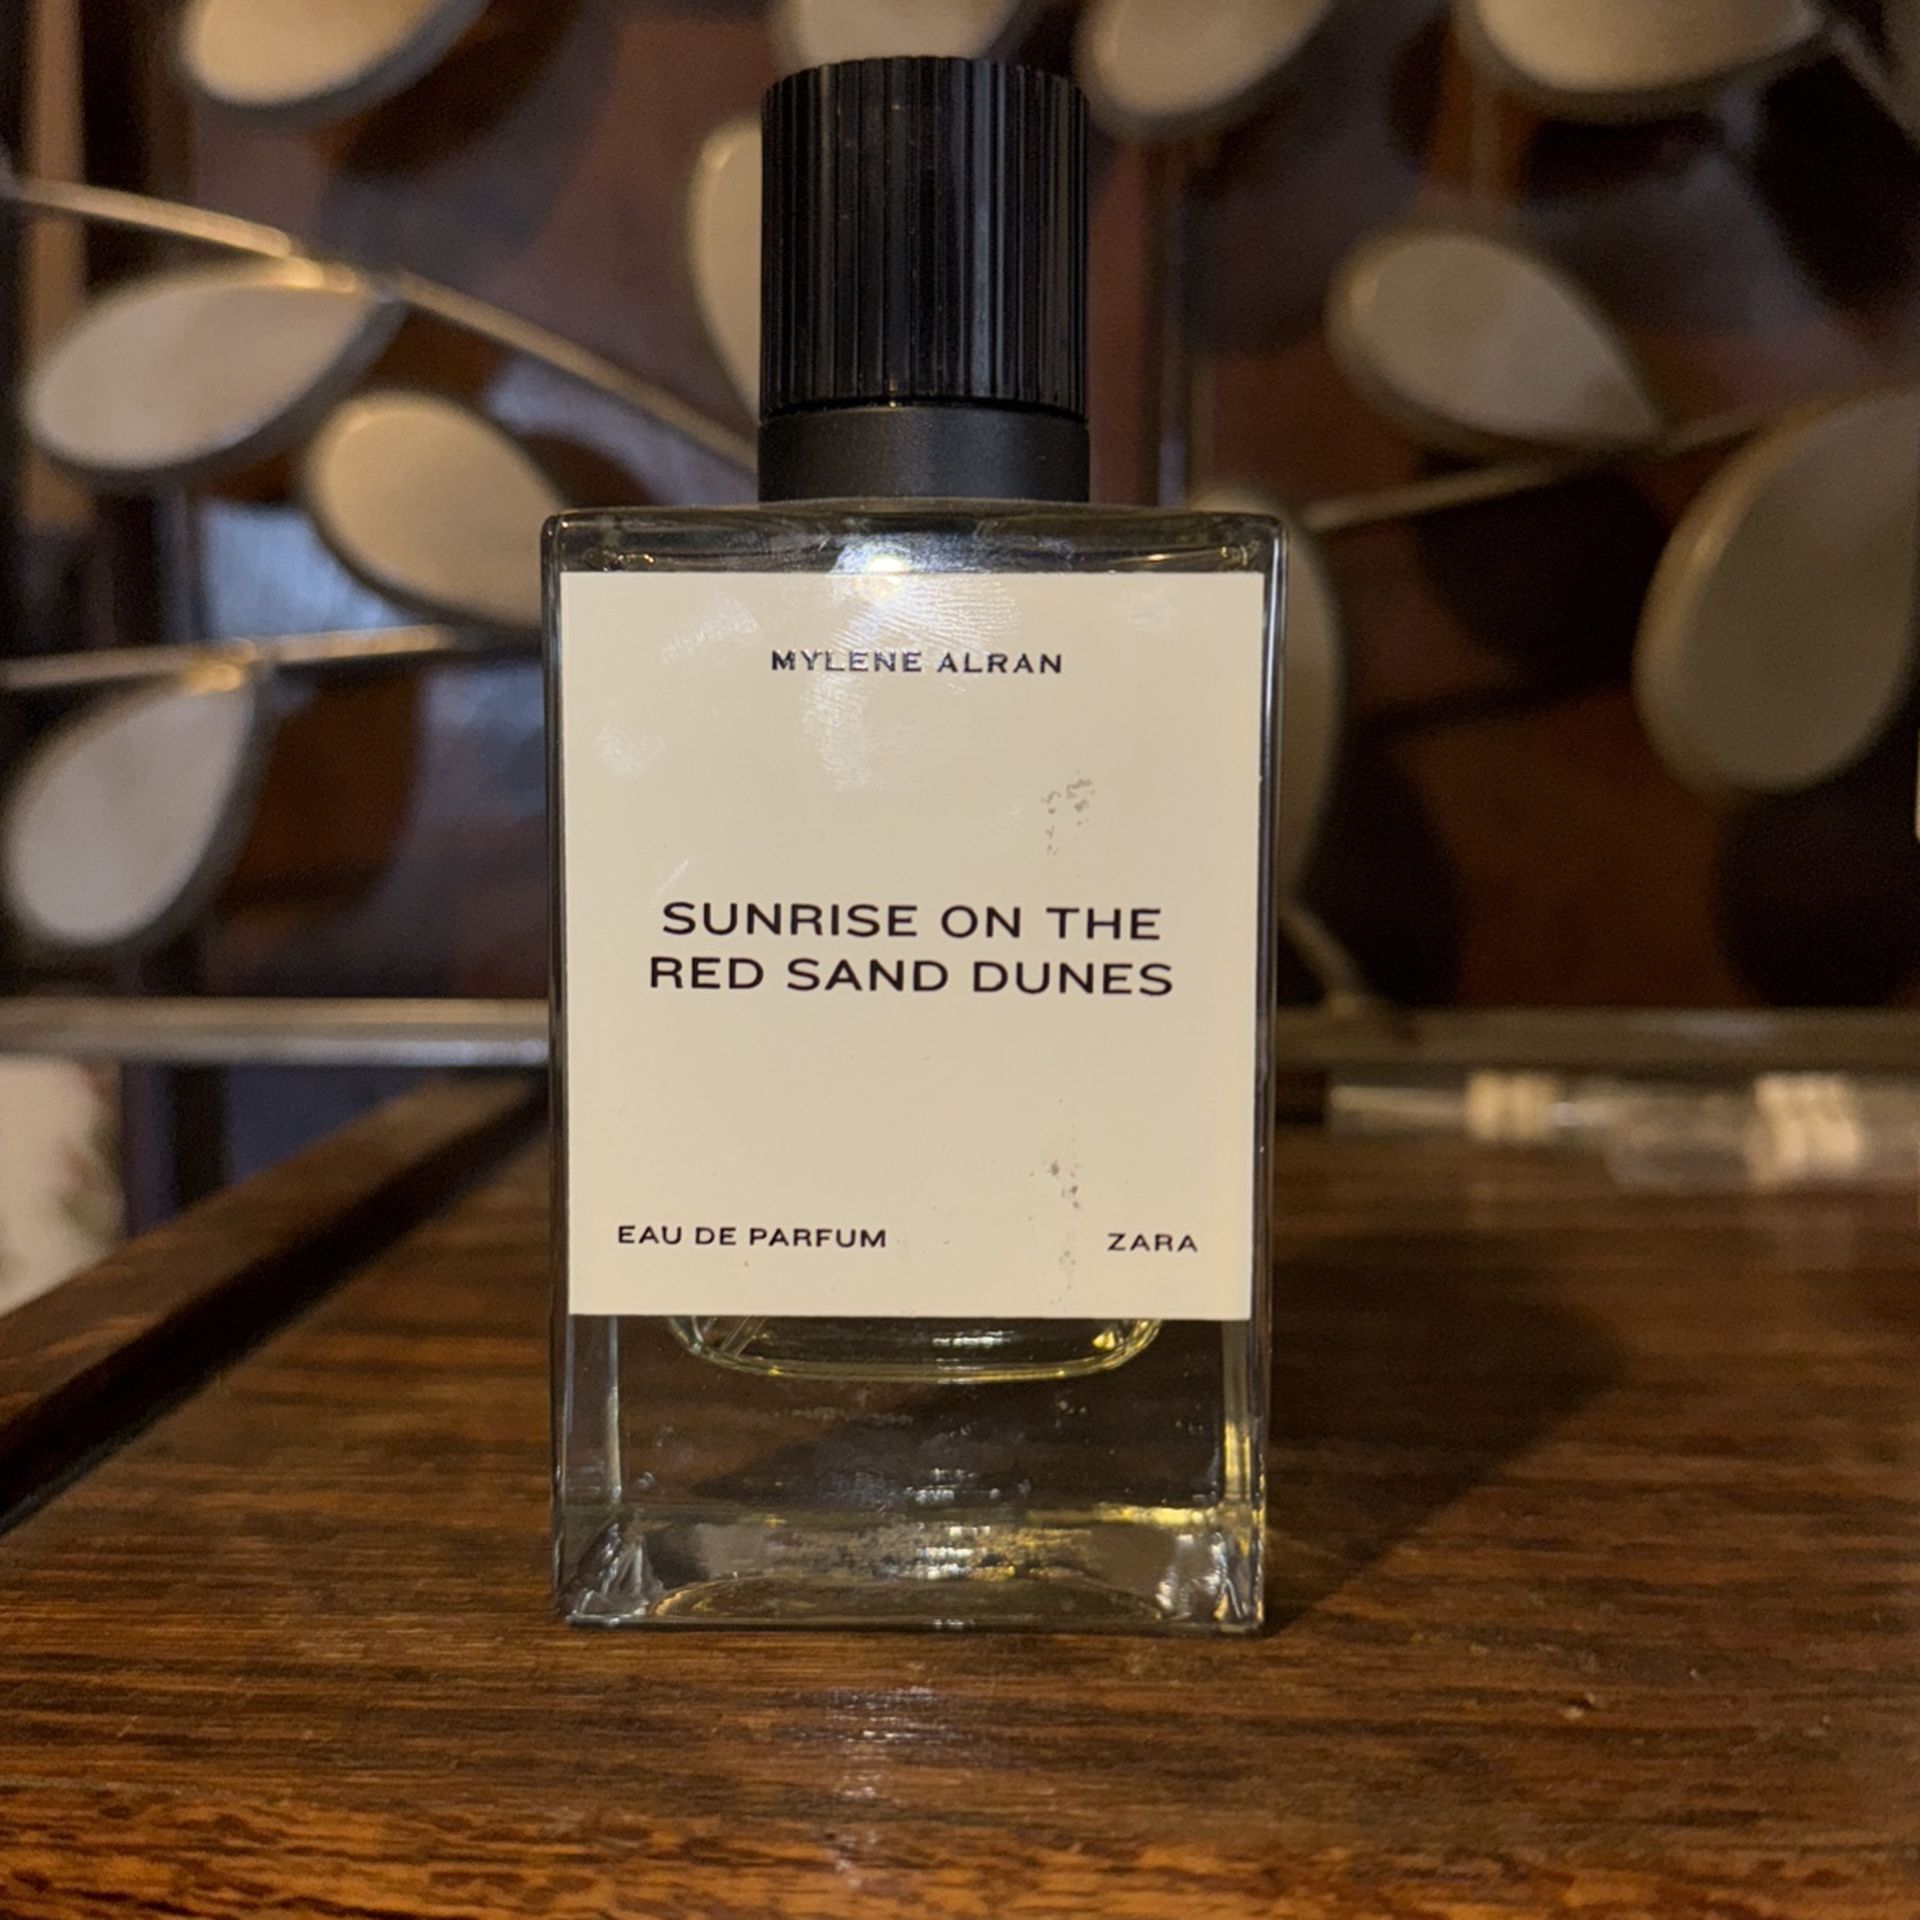 MYLENE ALRAN
SUNRISE ON THE
RED SAND DUNES
EAU DE PARFUM
ZARA